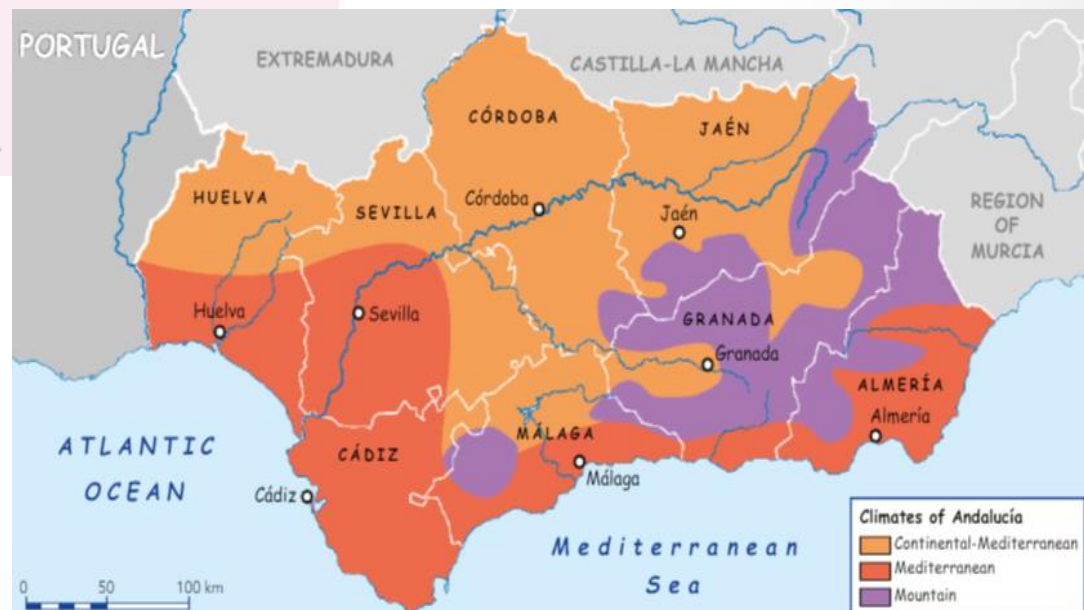 PORTUGAL
EXTREMADURA
CASTILLA-LA MANCHA
CÓRDOBA
JAÉN
HUELVA
SEVILLA
Córdoba
Jaén
REGION
OF
MURCIA
Huelva
Sevilla
GRANADA
Granada
ALMERÍA
Almería
ATLANTIC
OCEAN
CÁDIZ
MÁLAGA
Málaga
Cádiz
Mediterranean
Sea
Climates of Andalucía
Continental-Mediterranean
Mediterranean
Mountain
0 50 100 km